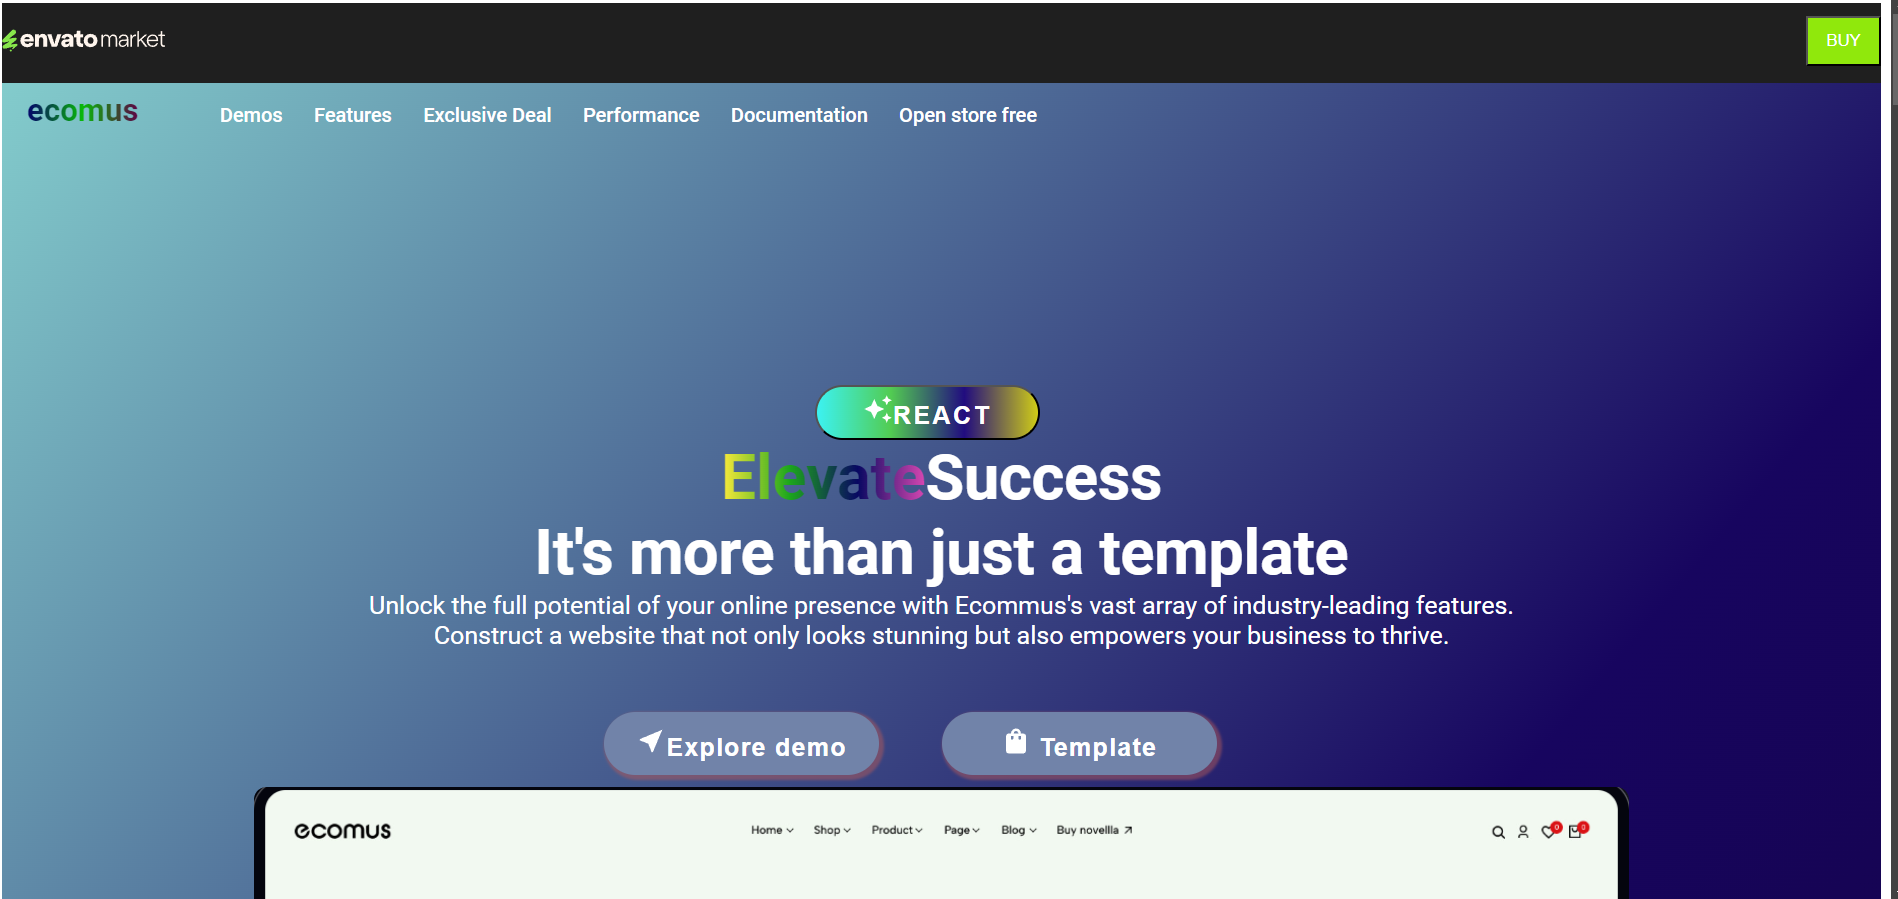 envato market
BUY
ecomus
Demos Features Exclusive Deal Performance Documentation Open store free
REACT
ElevateSuccess
It's more than just a template
Unlock the full potential of your online presence with Ecommus's vast array of industry-leading features.
Construct a website that not only looks stunning but also empowers your business to thrive.
Explore demo Template
ecomus Home Shop Product Page Blog Buy novellla 0 0